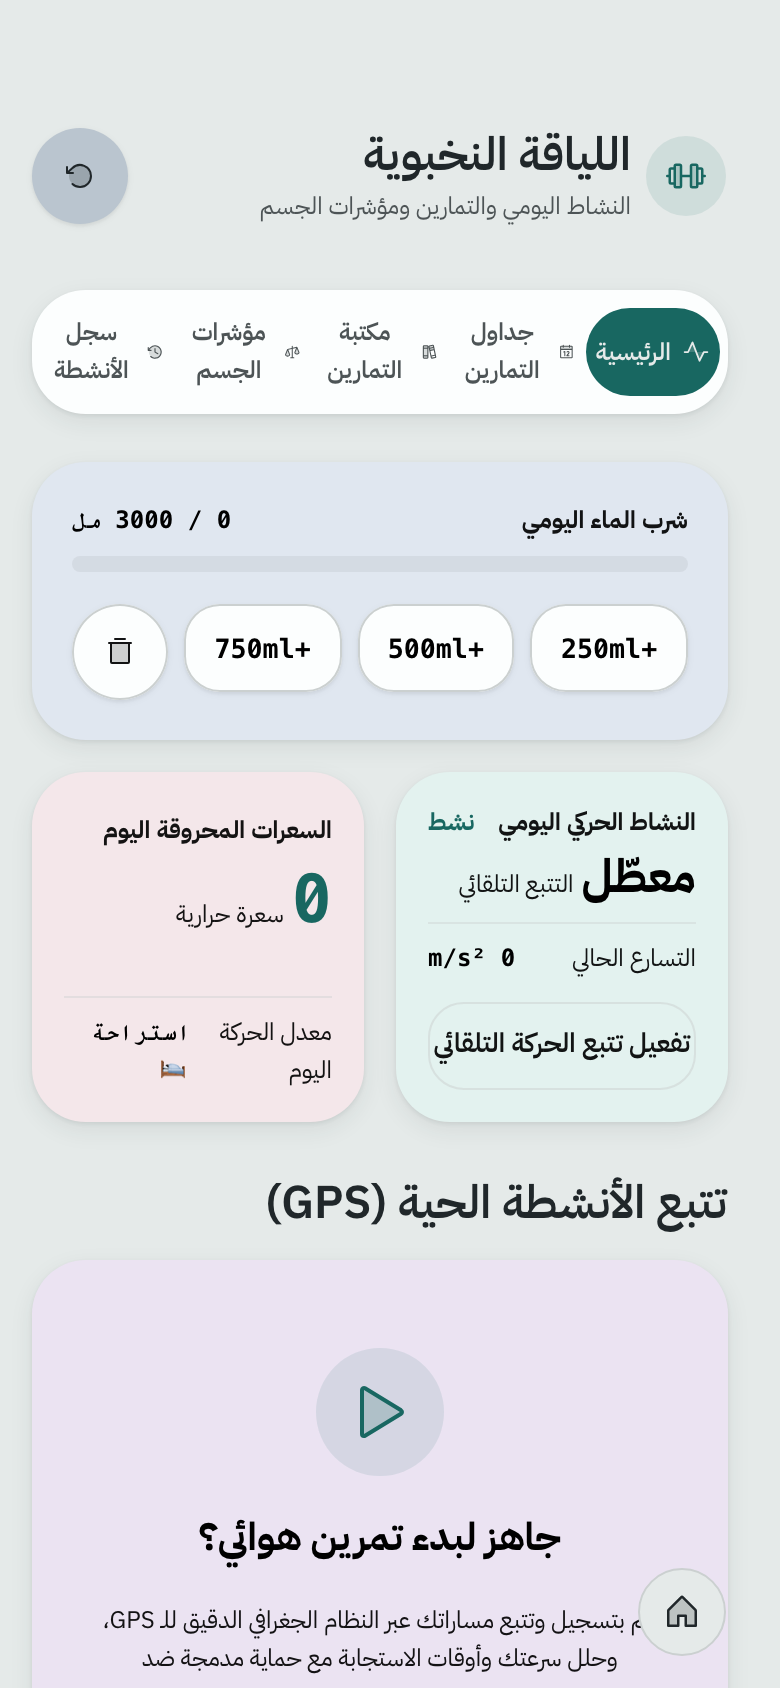 اللياقة النخبوية
النشاط اليومي والتمارين ومؤشرات الجسم
الرئيسية
جداول التمارين
مكتبة التمارين
مؤشرات الجسم
سجل الأنشطة
شرب الماء اليومي
0 / 3000 مل
+250ml
+500ml
+750ml
النشاط الحركي اليومي
نشط
معطّل التتبع التلقائي
التسارع الحالي
0 m/s²
تفعيل تتبع الحركة التلقائي
السعرات المحروقة اليوم
0 سعرة حرارية
معدل الحركة اليوم
استراحة 🛌
تتبع الأنشطة الحية (GPS)
جاهز لبدء تمرين هوائي؟
بتسجيل وتتبع مساراتك عبر النظام الجغرافي الدقيق للـ GPS،
وحلل سرعتك وأوقات الاستجابة مع حماية مدمجة ضد